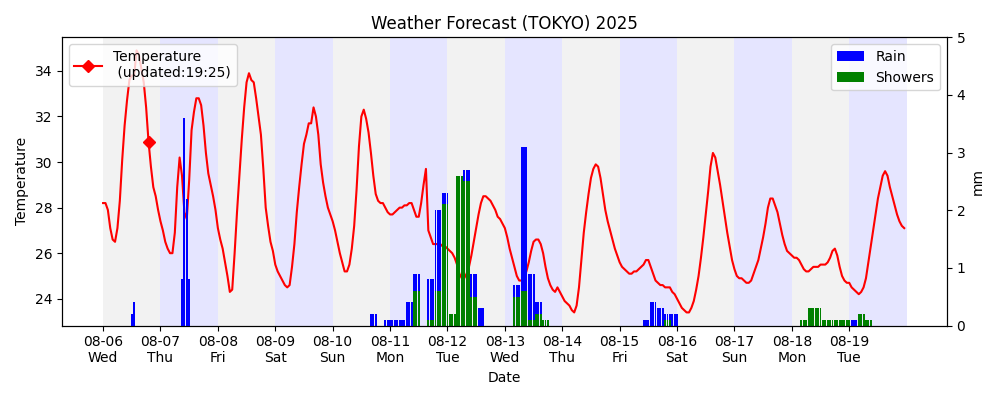 Weather Forecast (TOKYO) 2025
Temperature
(updated:19:25)
Rain
Showers
34
32
30
28
26
24
Temperature
5
4
3
2
1
0
mm
08-06 08-07 08-08 08-09 08-10 08-11 08-12 08-13 08-14 08-15 08-16 08-17 08-18 08-19
Wed Thu Fri Sat Sun Mon Tue Wed Thu Fri Sat Sun Mon Tue
Date